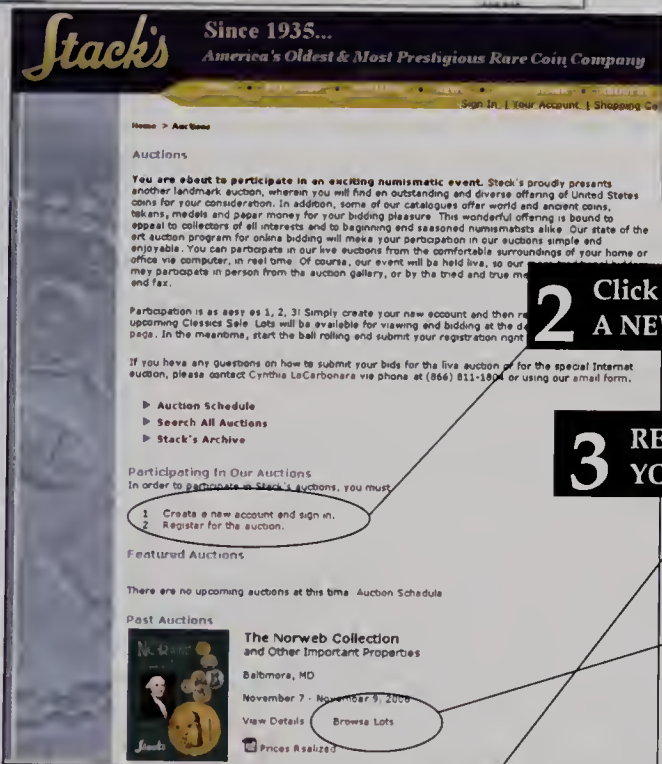 Stack's
Since 1935...
America's Oldest & Most Prestigious Rare Coin Company
Sign In | Your Account | Shopping Ca
Home > Auctions
Auctions
You are about to participate in an exciting numismatic event. Stack's proudly presents
another landmark auction, wherein you will find an outstanding and diverse offering of United States
coins for your consideration. In addition, some of our catalogues offer world and ancient coins,
tokens, medals and paper money for your bidding pleasure. This wonderful offering is bound to
appeal to collectors of all interests and to beginning and seasoned numismatists alike. Our state of the
art auction program for online bidding will make your participation in our auctions simple and
enjoyable. You can participate in our live auctions from the comfortable surroundings of your home or
office via computer, in real time. Of course, our event will be held live, so our
may participate in person from the auction gallery, or by the tried and true me
and fax.
Participation is as easy as 1, 2, 3! Simply create your new account and then re
upcoming Classics Sale. Lots will be available for viewing and bidding at the de
page. In the meantime, start the ball rolling and submit your registration right
If you have any questions on how to submit your bids for the live auction or for the special Internet
auction, please contact Cynthia LaCarbonara via phone at (866) 811-1804 or using our email form.
Auction Schedule
Search All Auctions
Stack's Archive
Participating In Our Auctions
In order to participate in Stack's auctions, you must
1 Create a new account and sign in.
2 Register for the auction.
Featured Auctions
There are no upcoming auctions at this time Auction Schedule
Past Auctions
The Norweb Collection
and Other Important Properties
Baltimore, MD
November 7 - November 9, 2006
View Details Browse Lots
Prices Realized
NORWEB
Stack's
2 Click
A NE
3 RE
YO